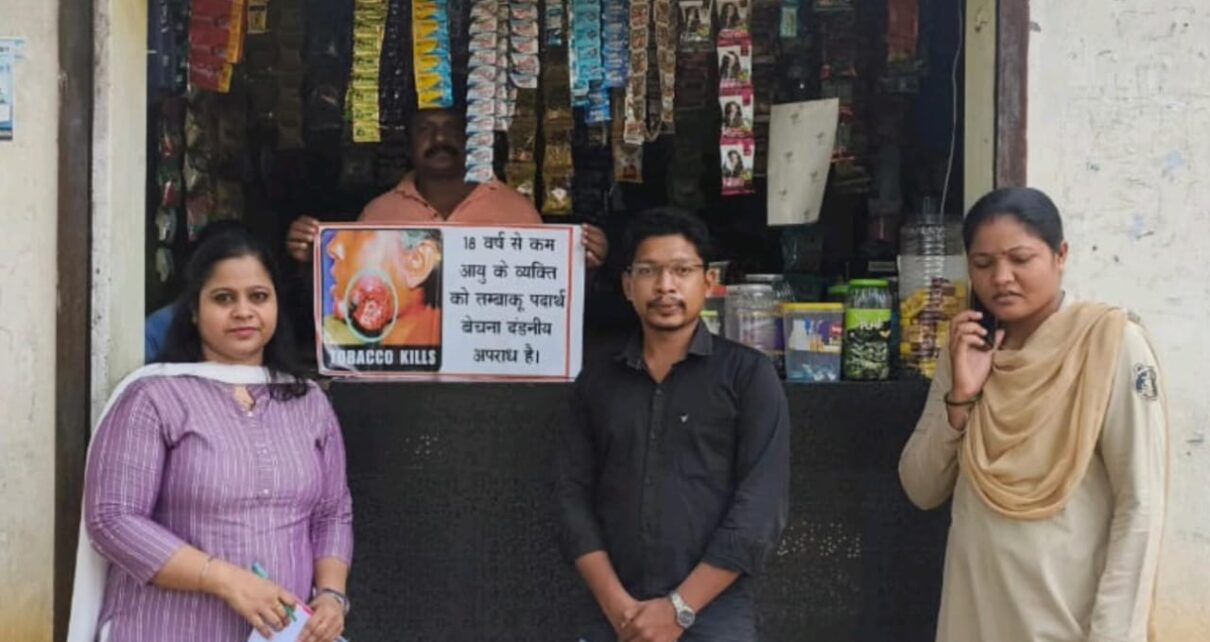 18 वर्ष से कम
आयु के व्यक्ति
को तम्बाकू पदार्थ
बेचना दंडनीय
अपराध है।
TOBACCO KILLS